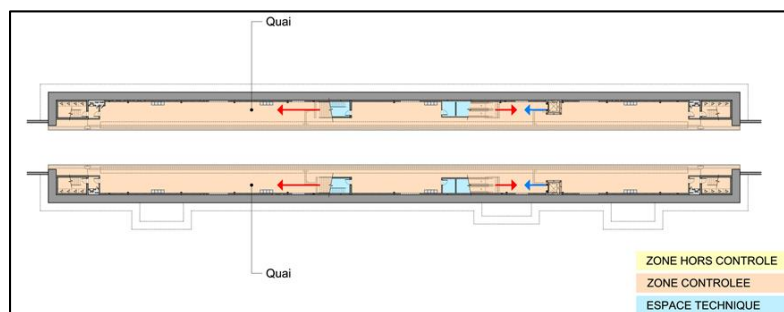 Quai
Quai
ZONE HORS CONTROLE
ZONE CONTROLEE
ESPACE TECHNIQUE